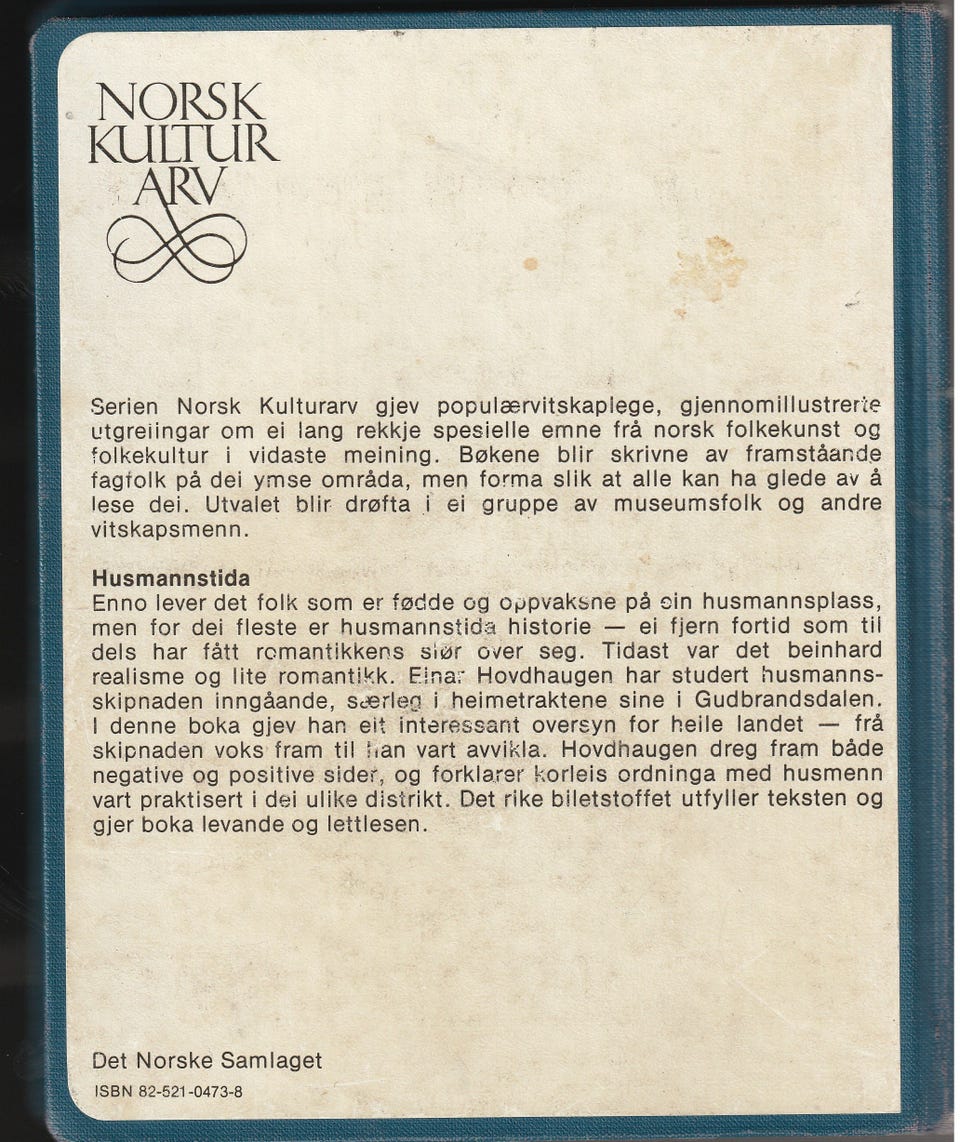 NORSK
KULTUR
ARV
Serien Norsk Kulturarv gjev populærvitskaplege, gjennomillustrerte
utgreiingar om ei lang rekkje spesielle emne frå norsk folkekunst og
folkekultur i vidaste meining. Bøkene blir skrivne av framståande
fagfolk på dei ymse områda, men forma slik at alle kan ha glede av å
lese dei. Utvalet blir drøfta i ei gruppe av museumsfolk og andre
vitskapsmenn.
Husmannstida
Enno lever det folk som er fødde og oppvaksne på ein husmannsplass,
men for dei fleste er husmannstida historie — ei fjern fortid som til
dels har fått romantikkens slør over seg. Tidast var det beinhard
realisme og lite romantikk. Einar Hovdhaugen har studert husmanns-
skipnaden inngåande, særleg i heimetraktene sine i Gudbrandsdalen.
I denne boka gjev han eit interessant oversyn for heile landet — frå
skipnaden voks fram til han vart avvikla. Hovdhaugen dreg fram både
negative og positive sider, og forklarer korleis ordninga med husmenn
vart praktisert i dei ulike distrikt. Det rike biletstoffet utfyller teksten og
gjer boka levande og lettlesen.
Det Norske Samlaget
ISBN 82-521-0473-8